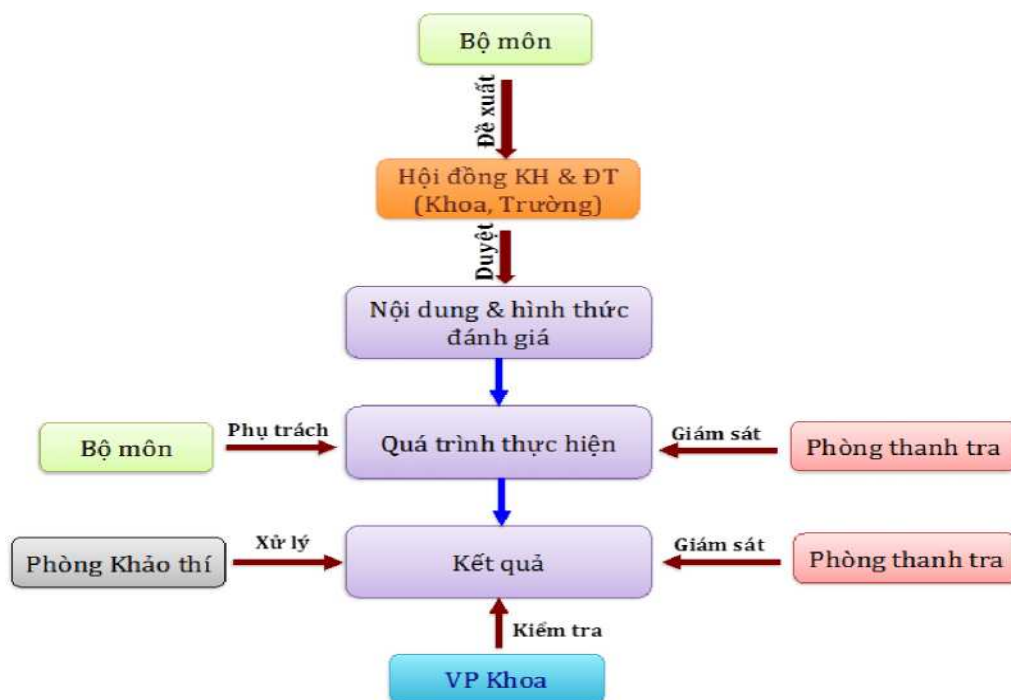 Bộ môn
Đề xuất
Hội đồng KH & ĐT
(Khoa, Trường)
Duyệt
Nội dung & hình thức
đánh giá
Bộ môn
Phụ trách
Quá trình thực hiện
Giám sát
Phòng thanh tra
Phòng Khảo thí
Xử lý
Kết quả
Giám sát
Phòng thanh tra
Kiểm tra
VP Khoa